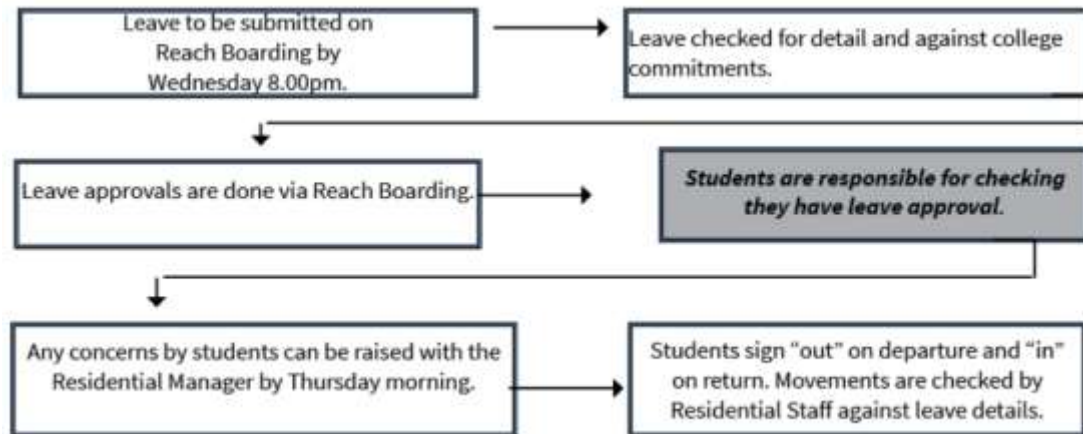 Leave to be submitted on
Reach Boarding by
Wednesday 8.00pm.
Leave checked for detail and against college
commitments.
Leave approvals are done via Reach Boarding.
Students are responsible for checking
they have leave approval.
Any concerns by students can be raised with the
Residential Manager by Thursday morning.
Students sign “out” on departure and “in”
on return. Movements are checked by
Residential Staff against leave details.